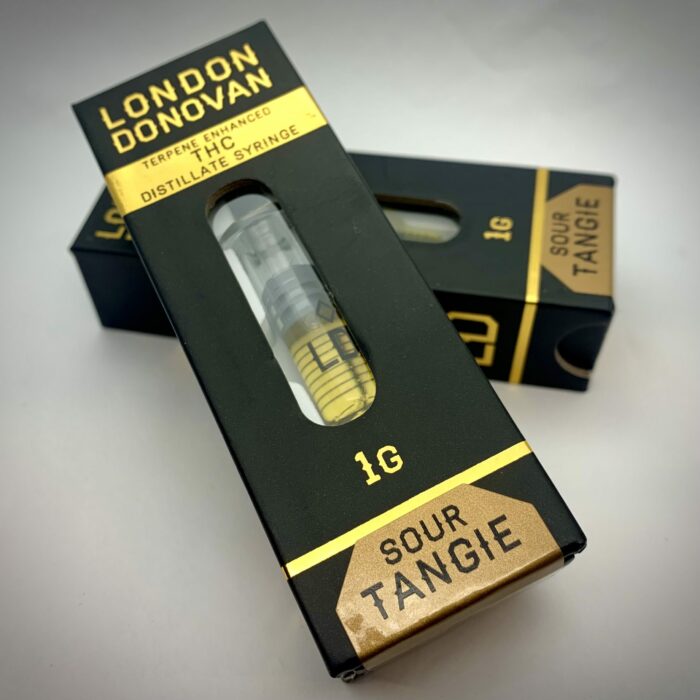 LONDON
DONOVAN
TERPENE ENHANCED
THC
DISTILLATE SYRINGE
1G
SOUR
TANGIE
1G
SOUR
TANGIE